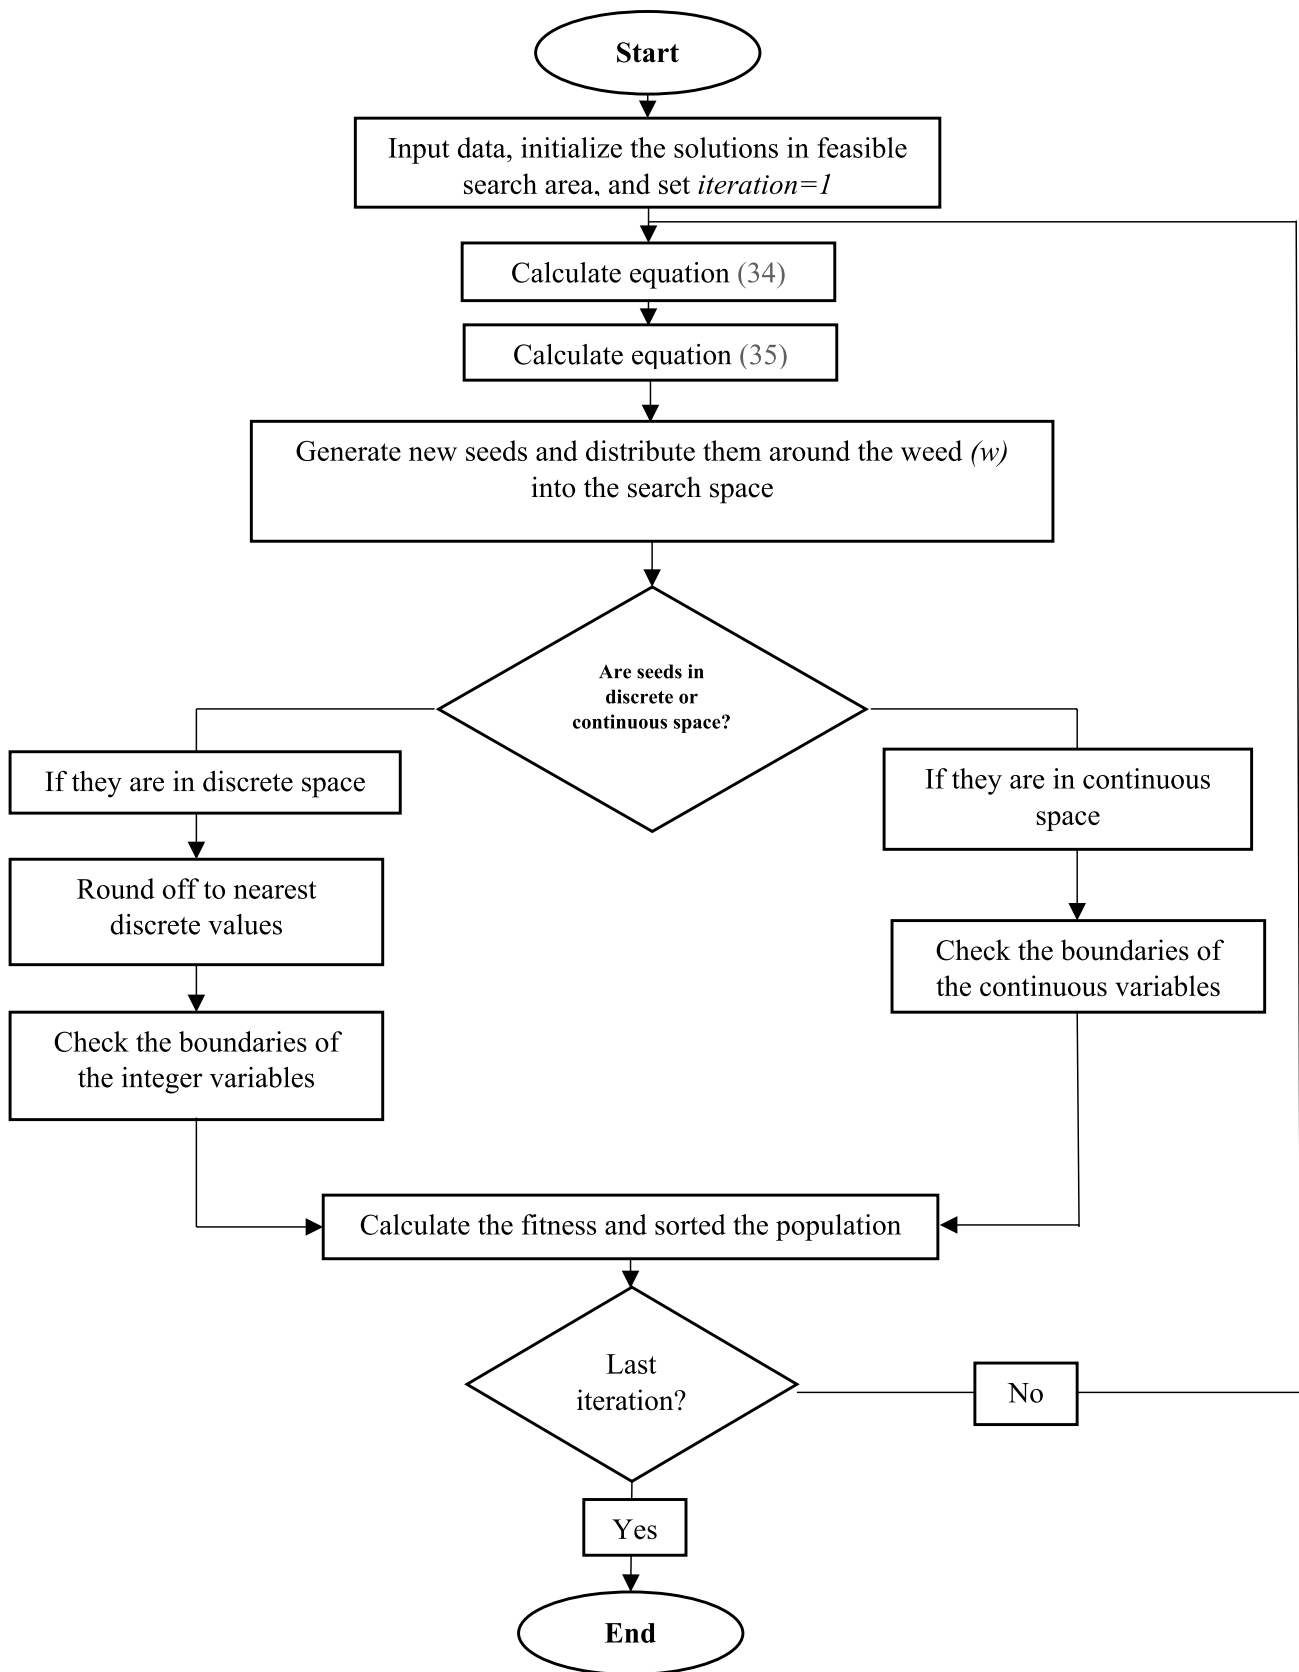 Start
Input data, initialize the solutions in feasible
search area, and set iteration=1
Calculate equation (34)
Calculate equation (35)
Generate new seeds and distribute them around the weed (w)
into the search space
Are seeds in
discrete or
continuous space?
If they are in discrete space
If they are in continuous
space
Round off to nearest
discrete values
Check the boundaries of
the continuous variables
Check the boundaries of
the integer variables
Calculate the fitness and sorted the population
Last
iteration?
No
Yes
End